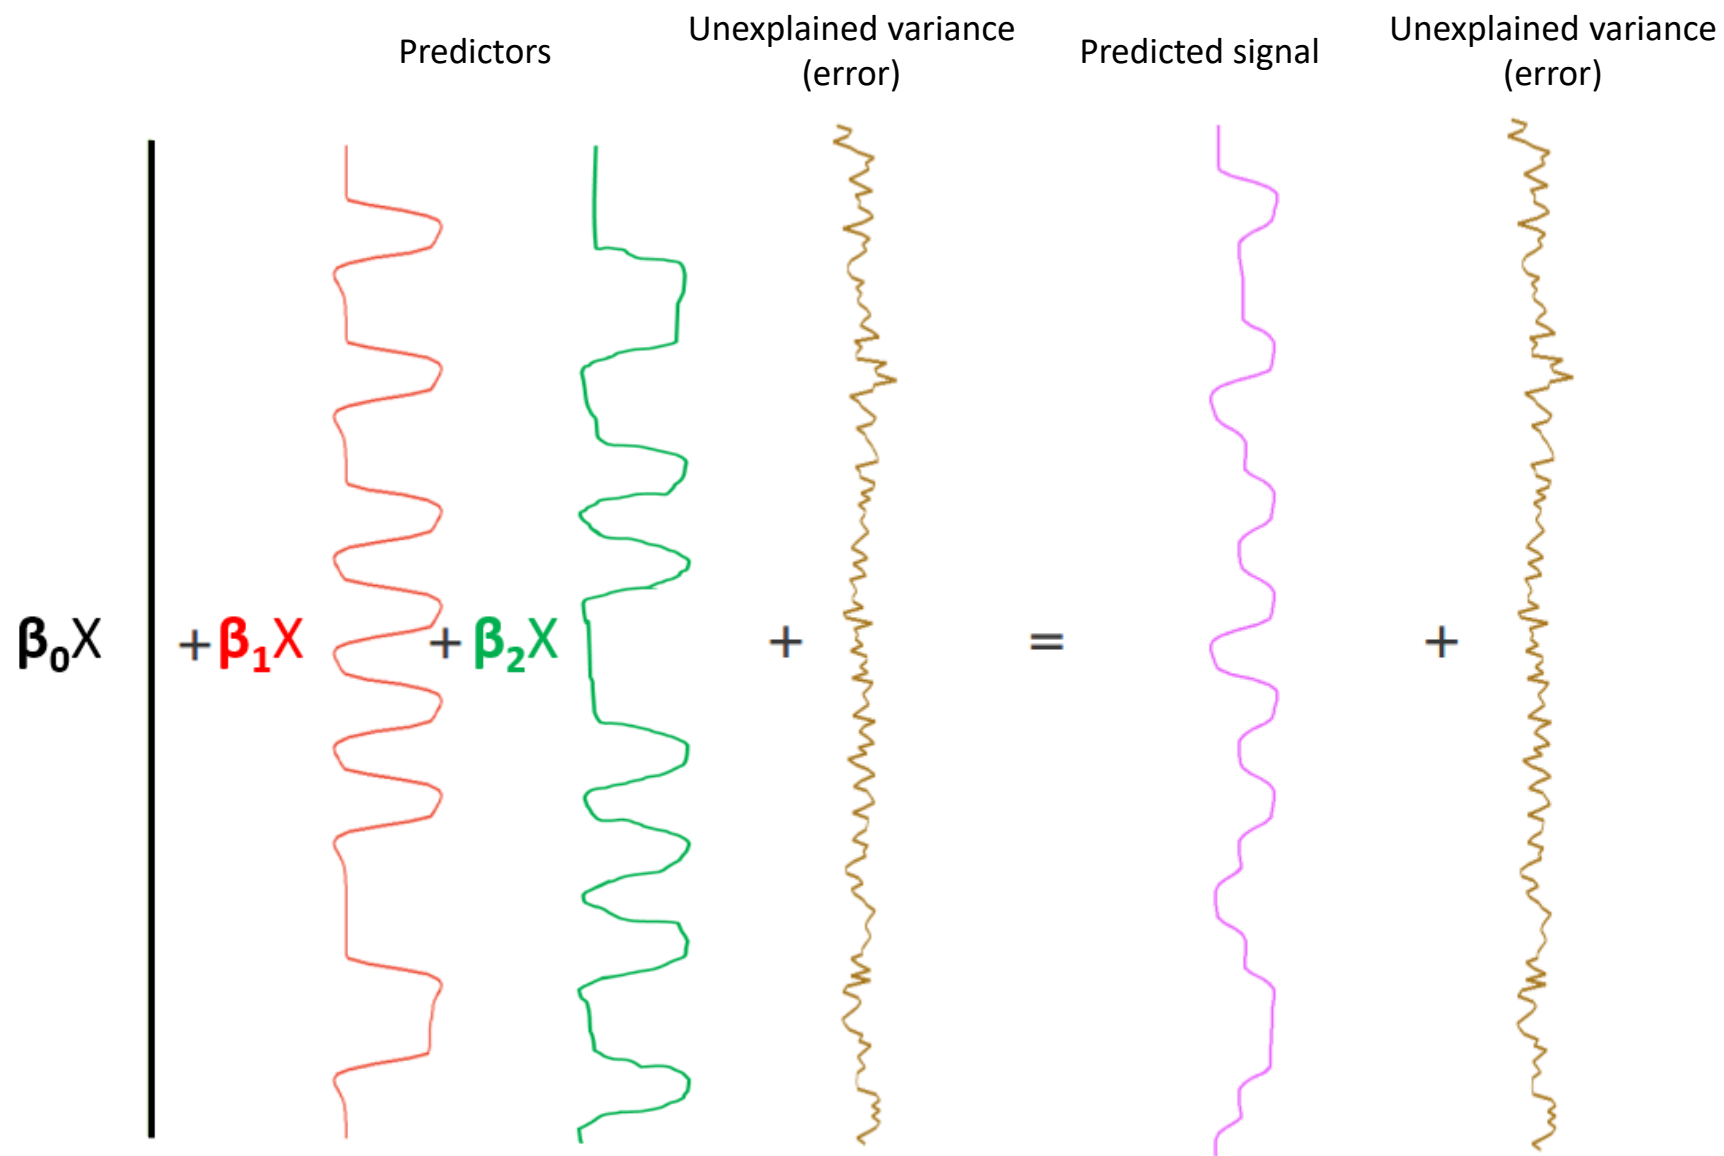 Predictors
Unexplained variance
(error)
Predicted signal
Unexplained variance
(error)
β₀X +β₁X + β₂X + = +